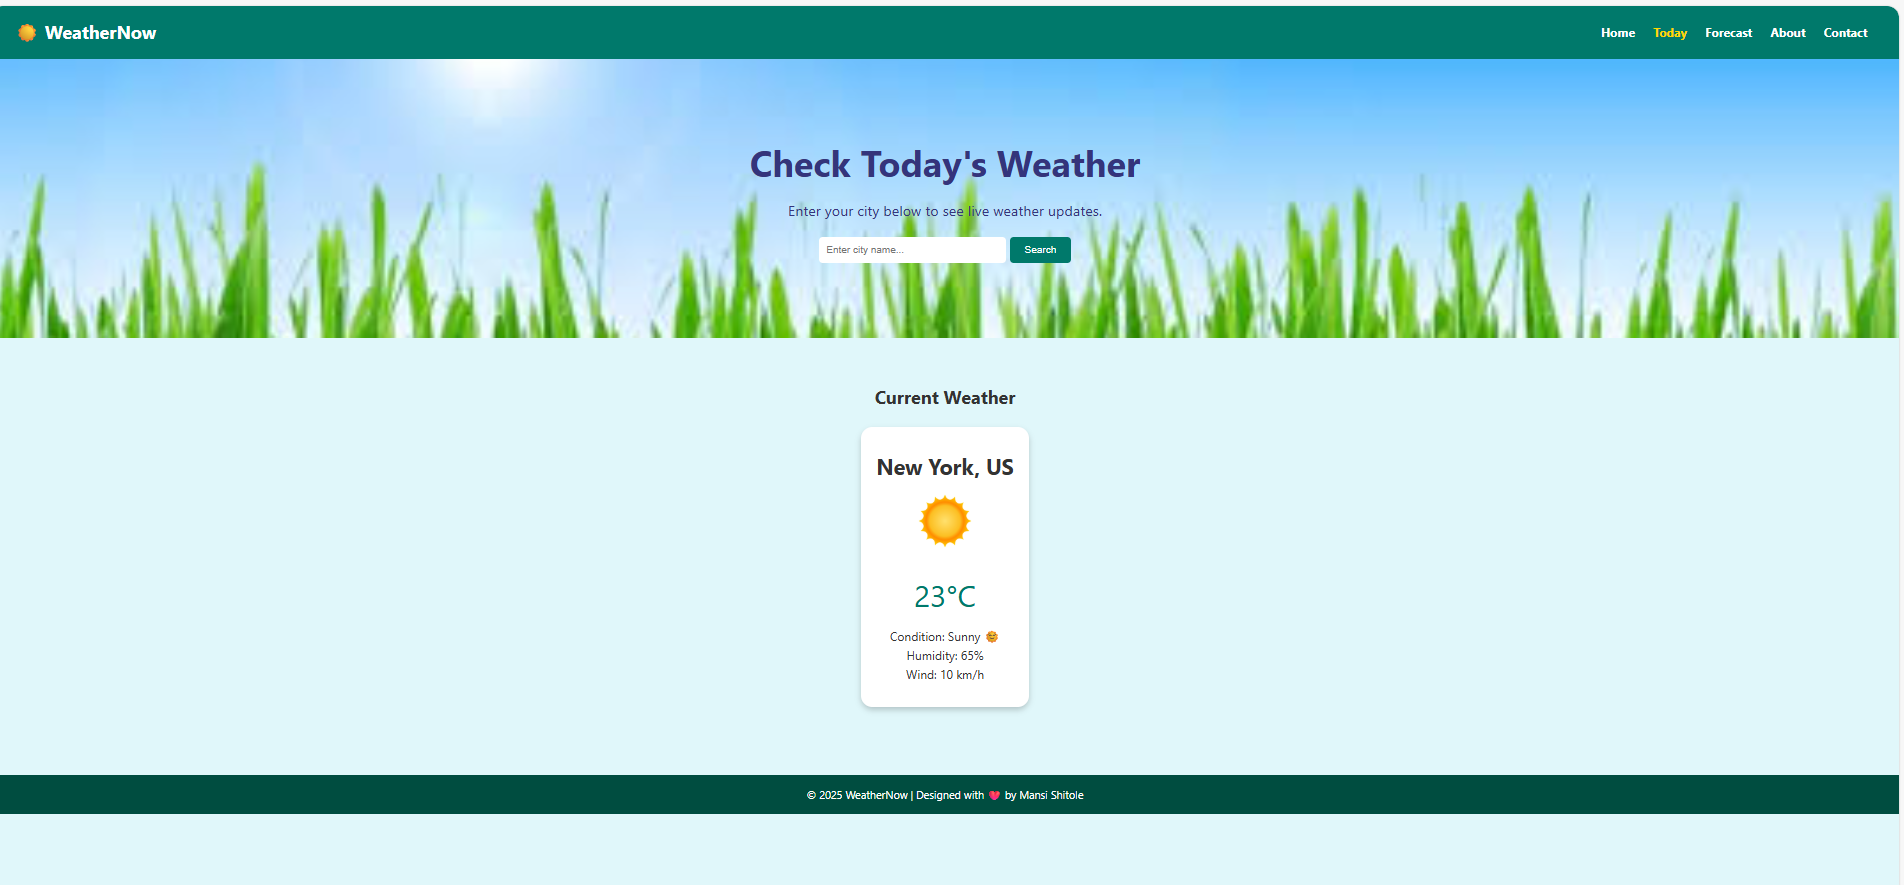 WeatherNow
Home Today Forecast About Contact
Check Today's Weather
Enter your city below to see live weather updates.
Enter city name... Search
Current Weather
New York, US
23°C
Condition: Sunny 🌞
Humidity: 65%
Wind: 10 km/h
© 2025 WeatherNow | Designed with ❤️ by Mansi Shitole